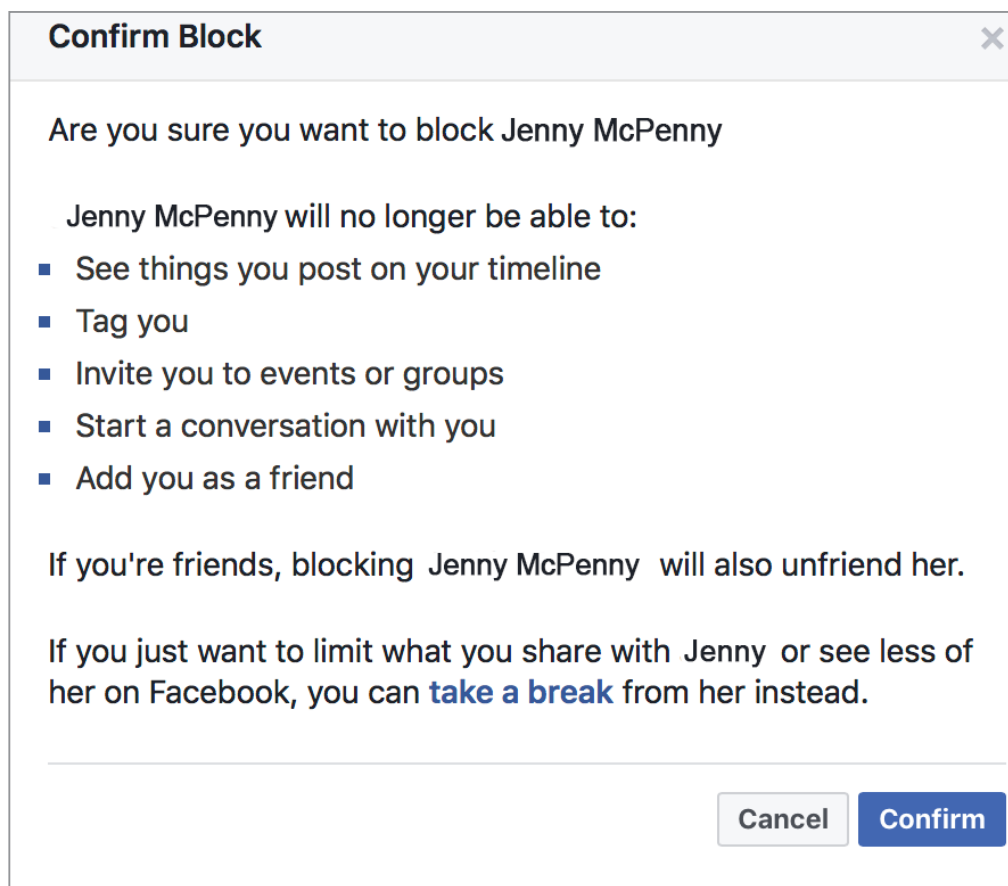 Confirm Block
Are you sure you want to block Jenny McPenny
Jenny McPenny will no longer be able to:
See things you post on your timeline
Tag you
Invite you to events or groups
Start a conversation with you
Add you as a friend
If you're friends, blocking Jenny McPenny will also unfriend her.
If you just want to limit what you share with Jenny or see less of
her on Facebook, you can take a break from her instead.
Cancel Confirm